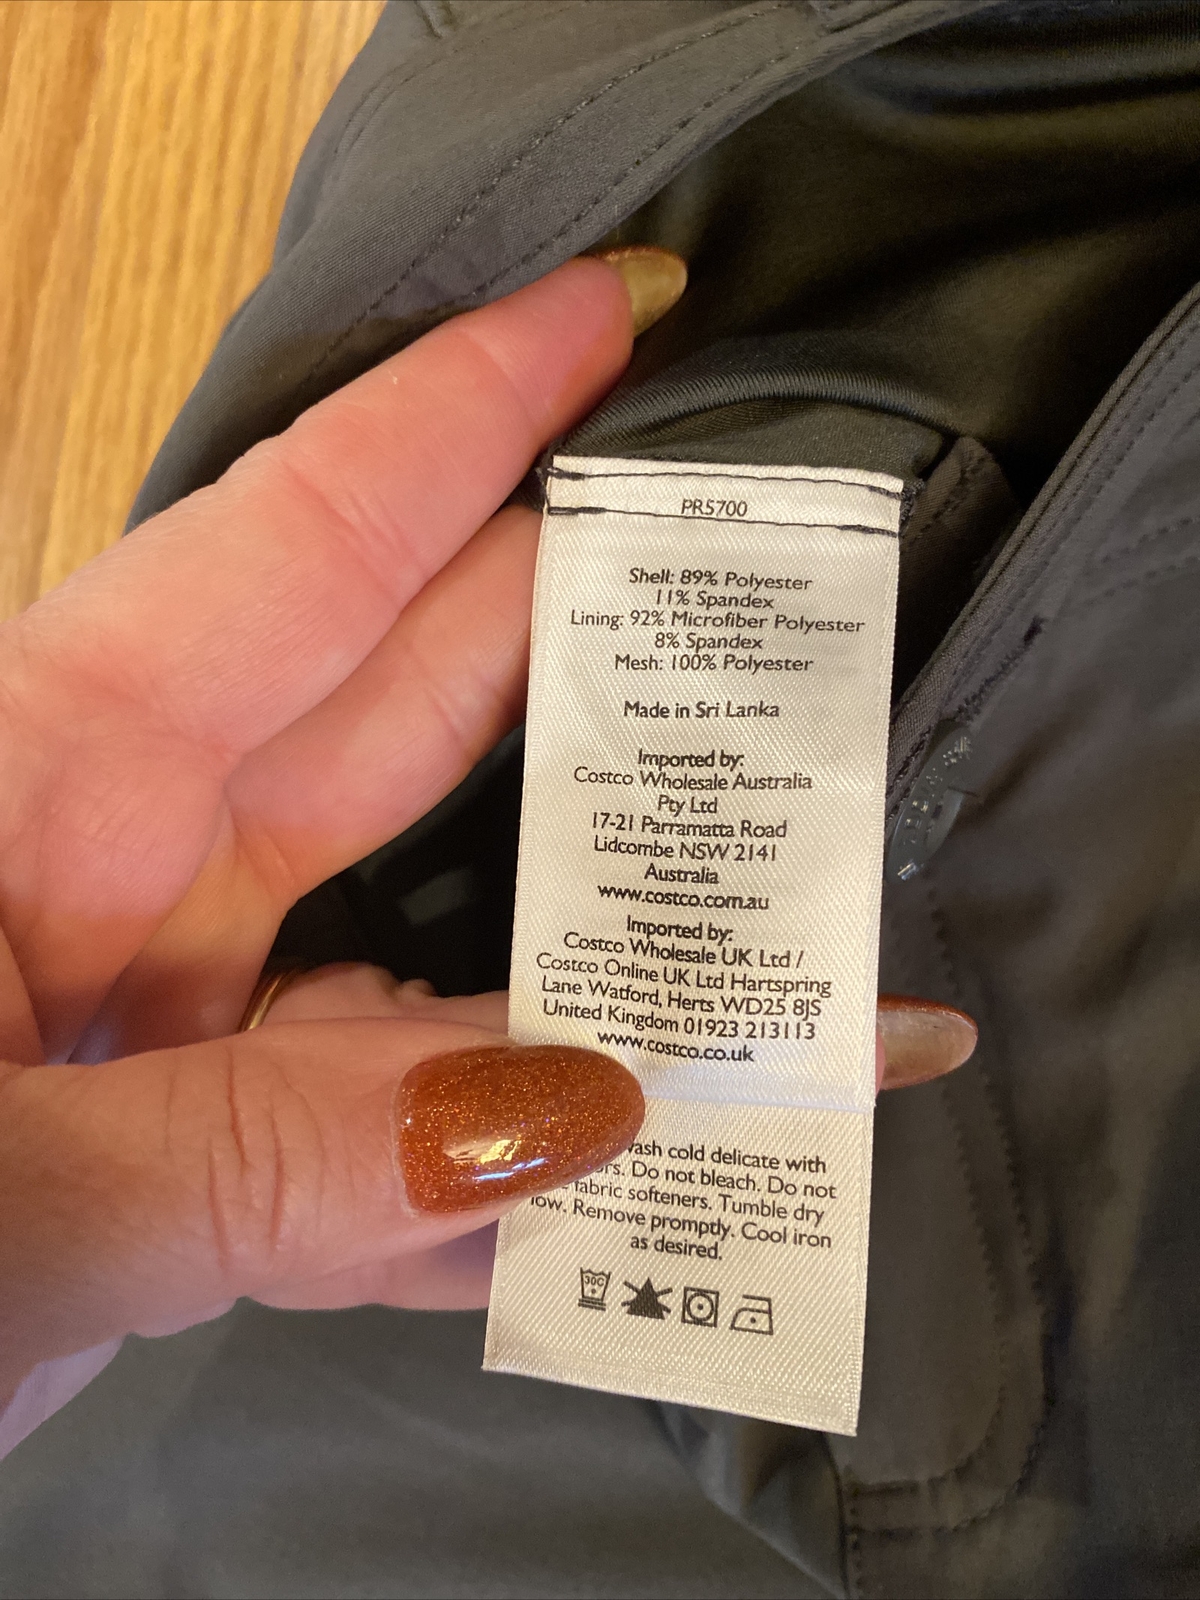 PR5700
Shell: 89% Polyester
11% Spandex
Lining: 92% Microfiber Polyester
8% Spandex
Mesh: 100% Polyester
Made in Sri Lanka
Imported by:
Costco Wholesale Australia
Pty Ltd
17-21 Parramatta Road
Lidcombe NSW 2141
Australia
www.costco.com.au
Imported by:
Costco Wholesale UK Ltd /
Costco Online UK Ltd Hartspring
Lane Watford, Herts WD25 8JS
United Kingdom 01923 213113
www.costco.co.uk
cold delicate with
Do not bleach. Do not
fabric softeners. Tumble dry
low. Remove promptly. Cool iron
as desired.
30C